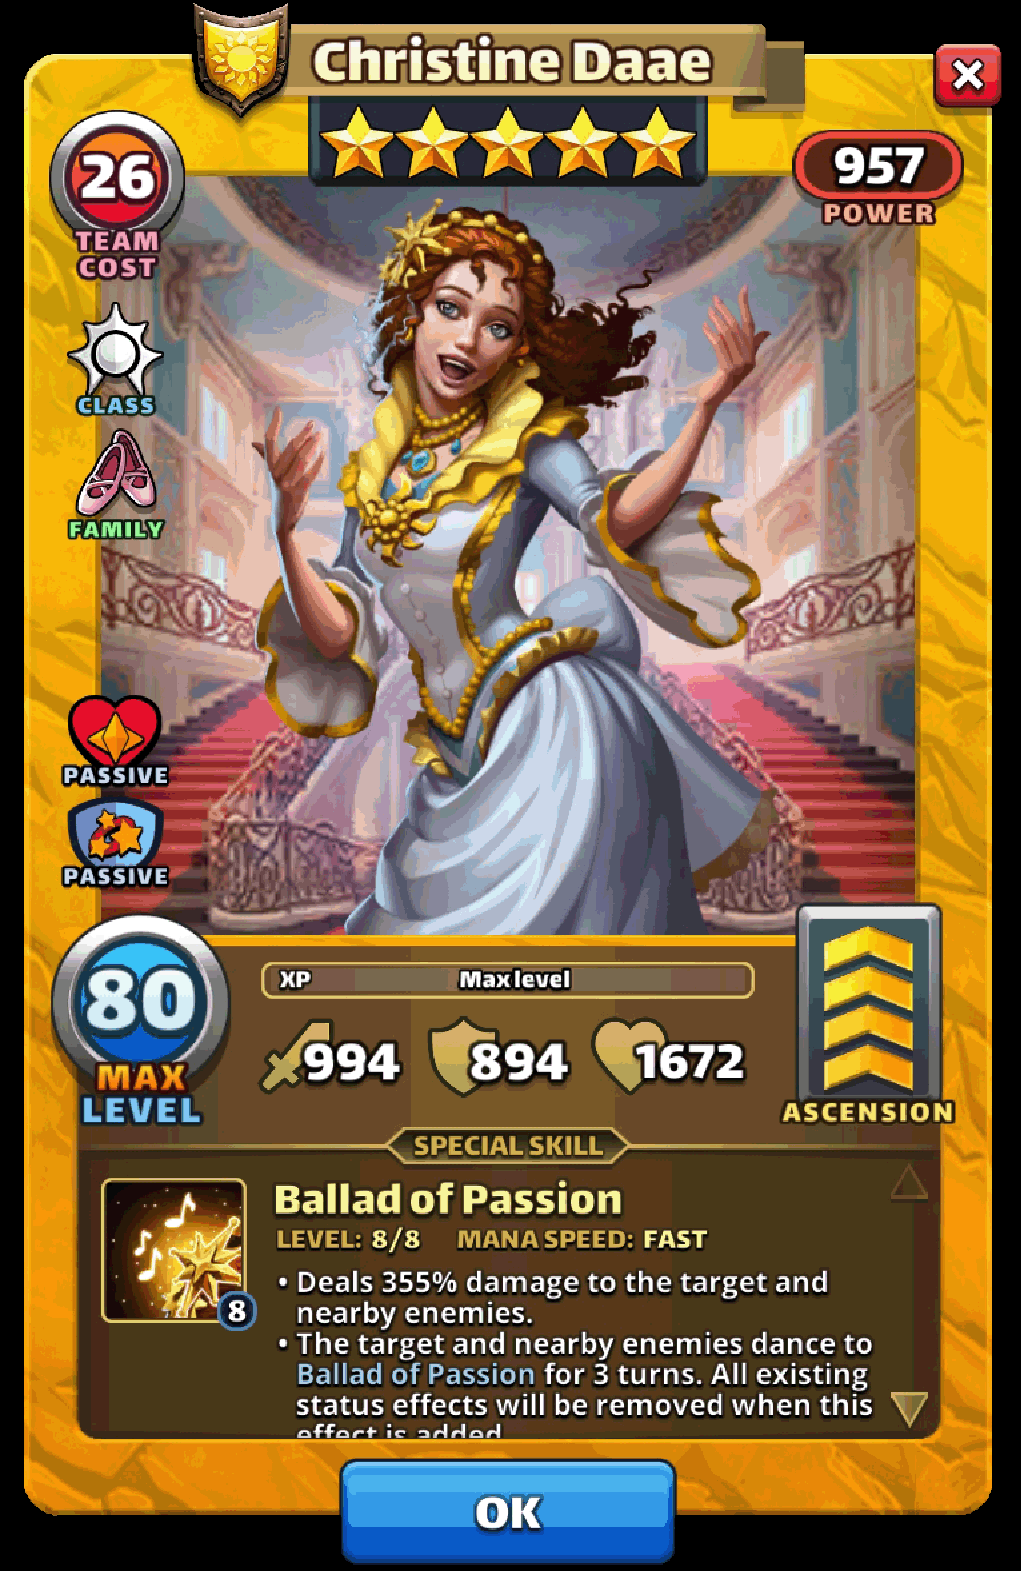 Christine Daae
26
TEAM
COST
957
POWER
CLASS
FAMILY
PASSIVE
PASSIVE
80
MAX
LEVEL
XP Max level
994 894 1672
ASCENSION
SPECIAL SKILL
Ballad of Passion
LEVEL: 8/8 MANA SPEED: FAST
8
• Deals 355% damage to the target and
nearby enemies.
• The target and nearby enemies dance to
Ballad of Passion for 3 turns. All existing
status effects will be removed when this
effect is added
OK